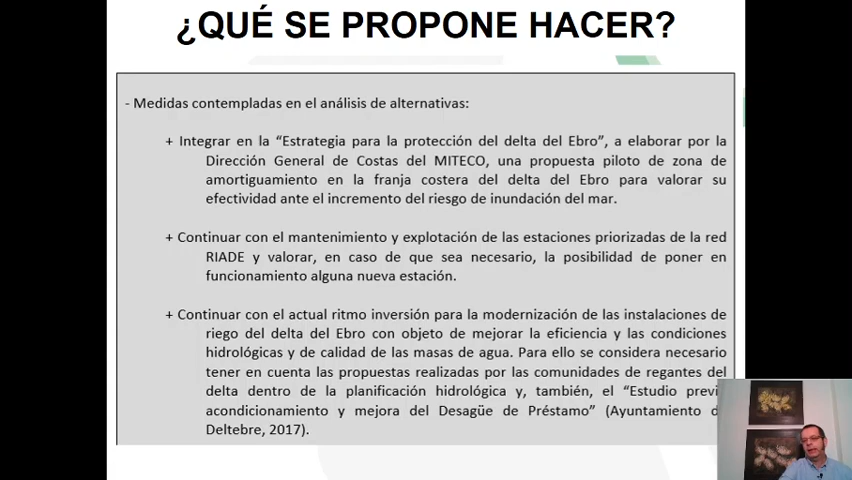 ¿QUÉ SE PROPONE HACER?
- Medidas contempladas en el análisis de alternativas:
+ Integrar en la “Estrategia para la protección del delta del Ebro”, a elaborar por la
Dirección General de Costas del MITECO, una propuesta piloto de zona de
amortiguamiento en la franja costera del delta del Ebro para valorar su
efectividad ante el incremento del riesgo de inundación del mar.
+ Continuar con el mantenimiento y explotación de las estaciones priorizadas de la red
RIADE y valorar, en caso de que sea necesario, la posibilidad de poner en
funcionamiento alguna nueva estación.
+ Continuar con el actual ritmo inversión para la modernización de las instalaciones de
riego del delta del Ebro con objeto de mejorar la eficiencia y las condiciones
hidrológicas y de calidad de las masas de agua. Para ello se considera necesario
tener en cuenta las propuestas realizadas por las comunidades de regantes del
delta dentro de la planificación hidrológica y, también, el “Estudio previ
acondicionamiento y mejora del Desagüe de Préstamo” (Ayuntamiento d
Deltebre, 2017).